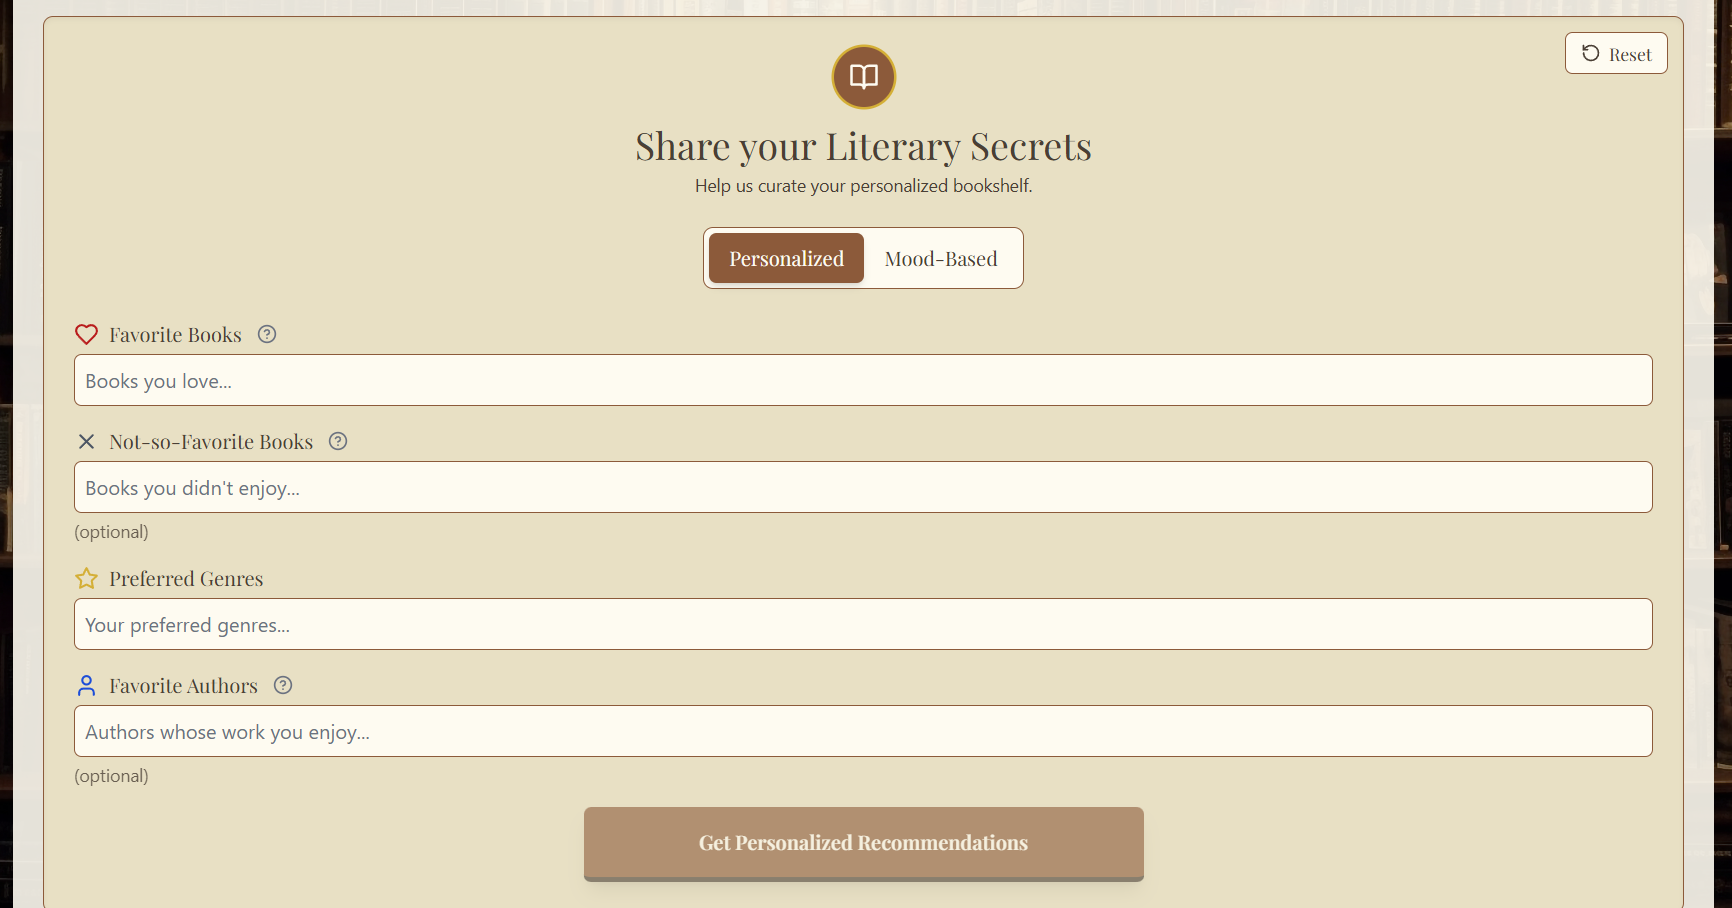 Reset
Share your Literary Secrets
Help us curate your personalized bookshelf.
Personalized
Mood-Based
Favorite Books
Books you love...
Not-so-Favorite Books
Books you didn't enjoy...
(optional)
Preferred Genres
Your preferred genres...
Favorite Authors
Authors whose work you enjoy...
(optional)
Get Personalized Recommendations